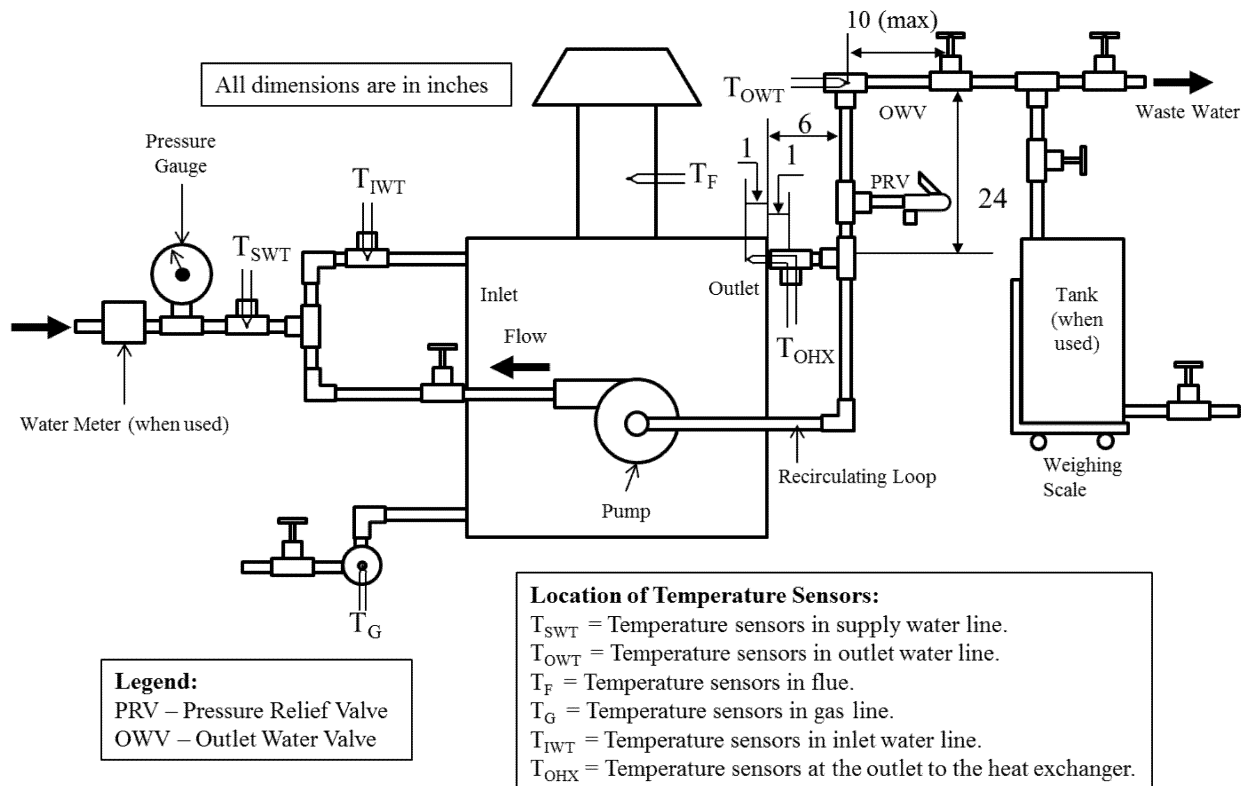 10 (max)
All dimensions are in inches
T_OWT
OWV
Waste Water
6
Pressure
Gauge
1
1
T_IWT
T_F
PRV
24
T_SWT
Inlet
Outlet
Tank
(when
used)
Flow
T_OHX
Water Meter (when used)
Recirculating Loop
Weighing
Scale
Pump
T_G
Location of Temperature Sensors:
T_SWT = Temperature sensors in supply water line.
T_OWT = Temperature sensors in outlet water line.
T_F = Temperature sensors in flue.
T_G = Temperature sensors in gas line.
T_IWT = Temperature sensors in inlet water line.
T_OHX = Temperature sensors at the outlet to the heat exchanger.
Legend:
PRV – Pressure Relief Valve
OWV – Outlet Water Valve